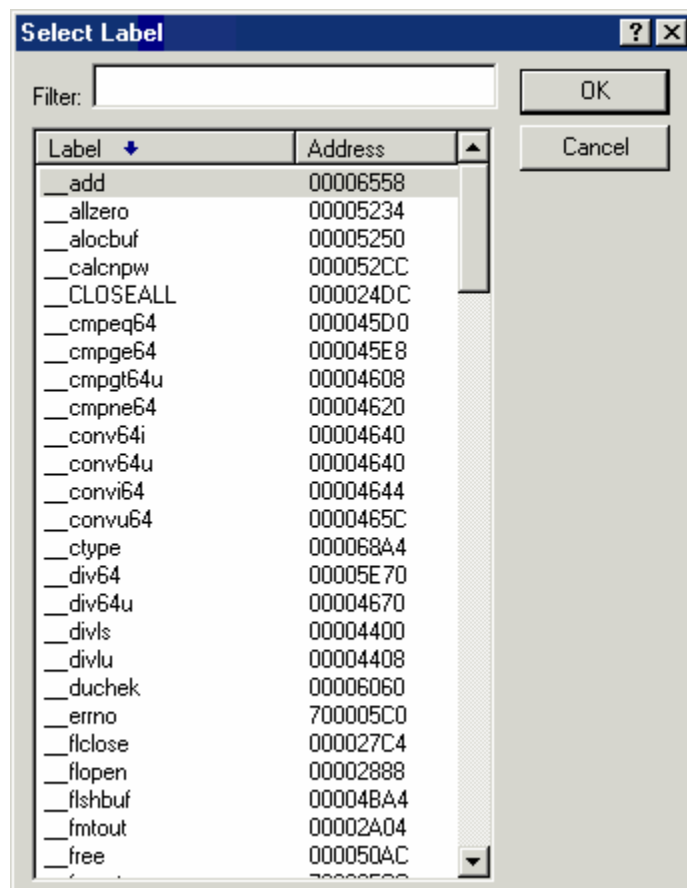 Select Label
Filter:
OK
Cancel
Label Address
__add 00006558
__allzero 00005234
__alocbuf 00005250
__calcnpw 000052CC
__CLOSEALL 000024DC
__cmpeq64 000045D0
__cmpge64 000045E8
__cmpgt64u 00004608
__cmpne64 00004620
__conv64i 00004640
__conv64u 00004640
__convi64 00004644
__convu64 0000465C
__ctype 000068A4
__div64 00005E70
__div64u 00004670
__divls 00004400
__divlu 00004408
__duchek 00006060
__errno 700005C0
__flclose 000027C4
__flopen 00002888
__flshbuf 00004BA4
__fmtout 00002A04
__free 000050AC